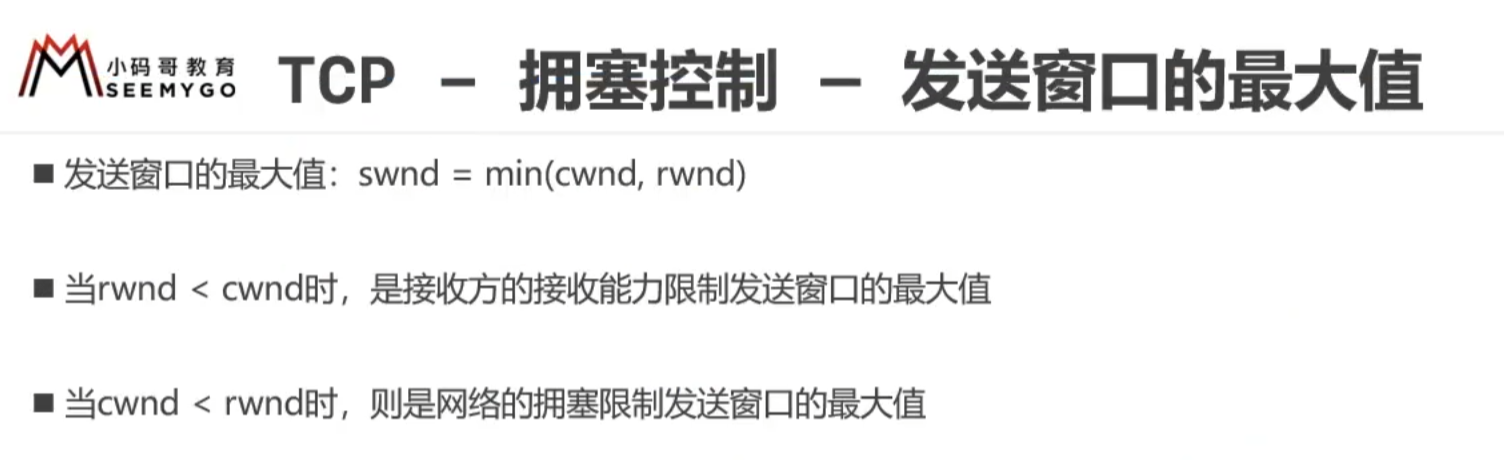 小码哥教育
SEEMYGO
TCP – 拥塞控制 – 发送窗口的最大值
■ 发送窗口的最大值：swnd = min(cwnd, rwnd)
■ 当rwnd < cwnd时，是接收方的接收能力限制发送窗口的最大值
■ 当cwnd < rwnd时，则是网络的拥塞限制发送窗口的最大值